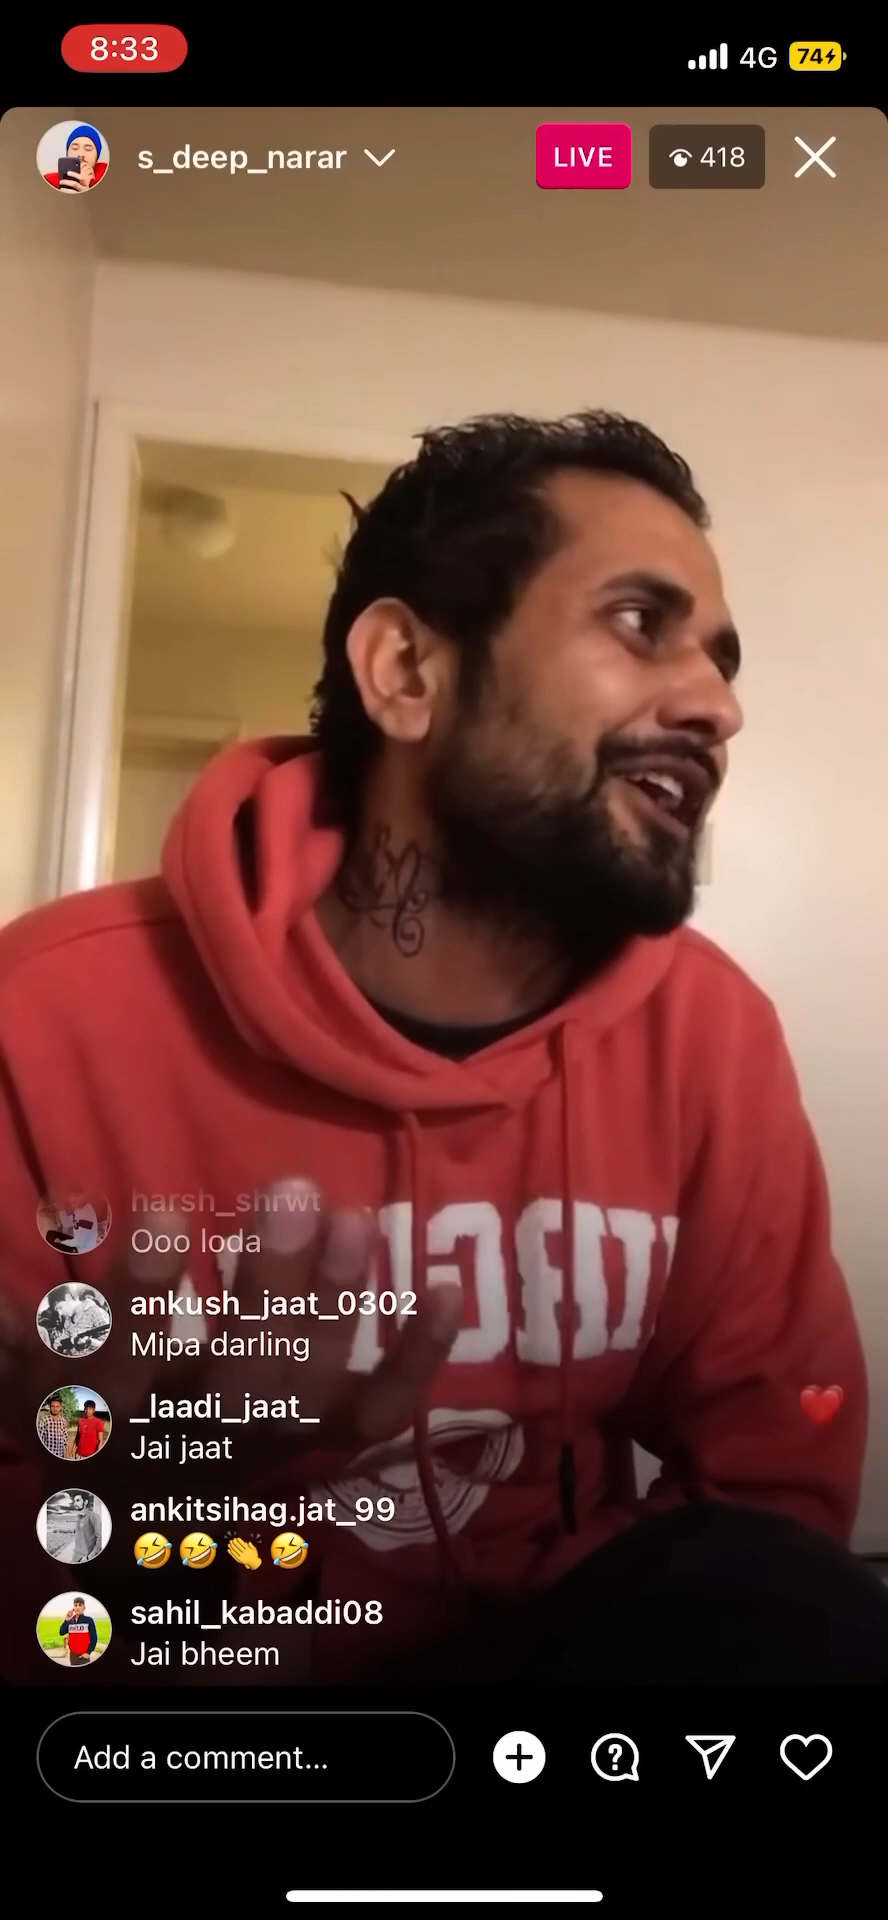 8:33
4G
74
s_deep_narar
LIVE
418
harsh_shrwt
Ooo loda
ankush_jaat_0302
Mipa darling
_laadi_jaat_
Jai jaat
ankitsihag.jat_99
🤣🤣👏🤣
sahil_kabaddi08
Jai bheem
Add a comment...